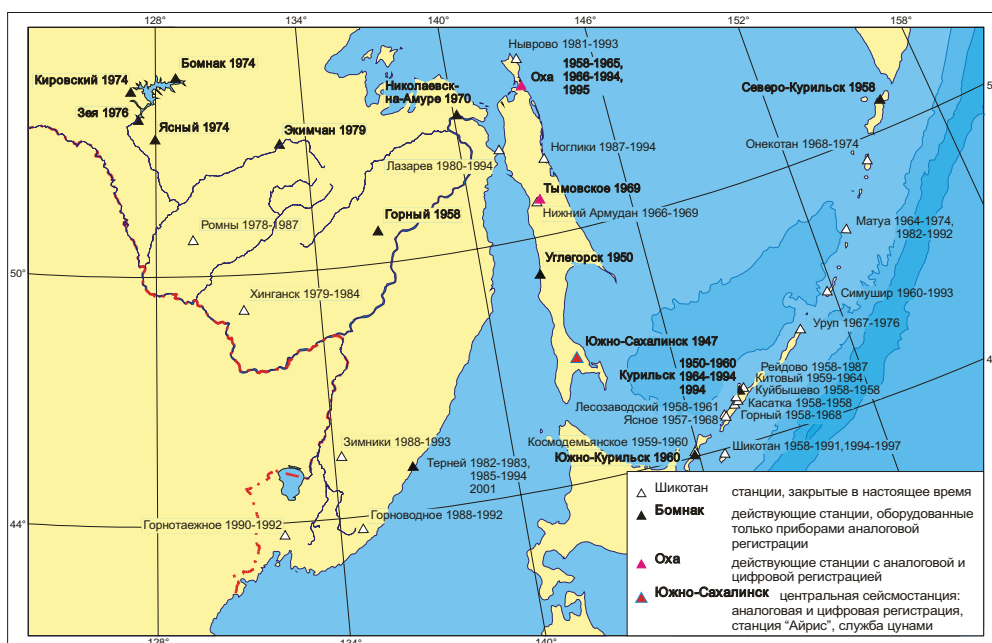 128°
134°
140°
146°
152°
158°
Ныврово 1981-1993
1958-1965,
Оха 1966-1994,
1995
Бомнак 1974
Кировский 1974
Зея 1976
Ясный 1974
Экимчан 1979
Николаевск-
на-Амуре 1970
Северо-Курильск 1958
Онекотан 1968-1974
Ноглики 1987-1994
Лазарев 1980-1994
Тымовское 1969
Нижний Армудан 1966-1969
Горный 1958
Ромны 1978-1987
Матуа 1964-1974,
1982-1992
50°
Углегорск 1950
Хинганск 1979-1984
Симушир 1960-1993
Уруп 1967-1976
Южно-Сахалинск 1947
1950-1960
Курильск 1964-1994
1994
Рейдово 1958-1987
Китовый 1959-1964
Куйбышево 1958-1958
Касатка 1958-1958
Горный 1958-1968
Лесозаводский 1958-1961
Ясное 1957-1968
Космодемьянское 1959-1960
Южно-Курильск 1960
Шикотан 1958-1991,1994-1997
Зимники 1988-1993
Терней 1982-1983,
1985-1994
2001
44°
Горнотаежное 1990-1992
Горноводное 1988-1992
Шикотан станции, закрытые в настоящее время
Бомнак действующие станции, оборудованные
только приборами аналоговой
регистрации
Оха действующие станции с аналоговой и
цифровой регистрацией
Южно-Сахалинск центральная сейсмостанция:
аналоговая и цифровая регистрация,
станция "Айрис", служба цунами
128°
134°
140°